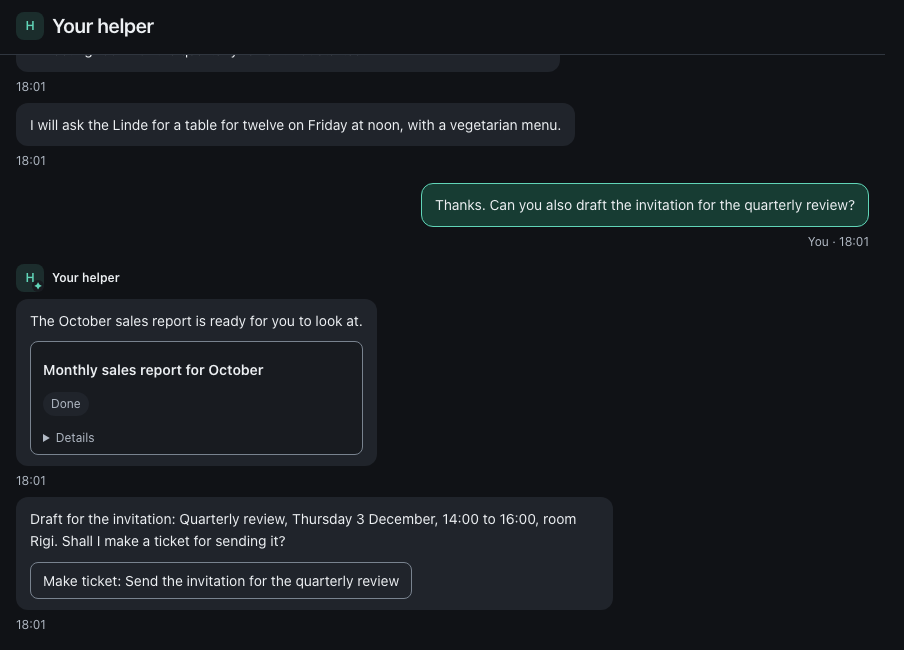 H
Your helper
18:01
I will ask the Linde for a table for twelve on Friday at noon, with a vegetarian menu.
18:01
Thanks. Can you also draft the invitation for the quarterly review?
You · 18:01
H
Your helper
The October sales report is ready for you to look at.
Monthly sales report for October
Done
Details
18:01
Draft for the invitation: Quarterly review, Thursday 3 December, 14:00 to 16:00, room
Rigi. Shall I make a ticket for sending it?
Make ticket: Send the invitation for the quarterly review
18:01